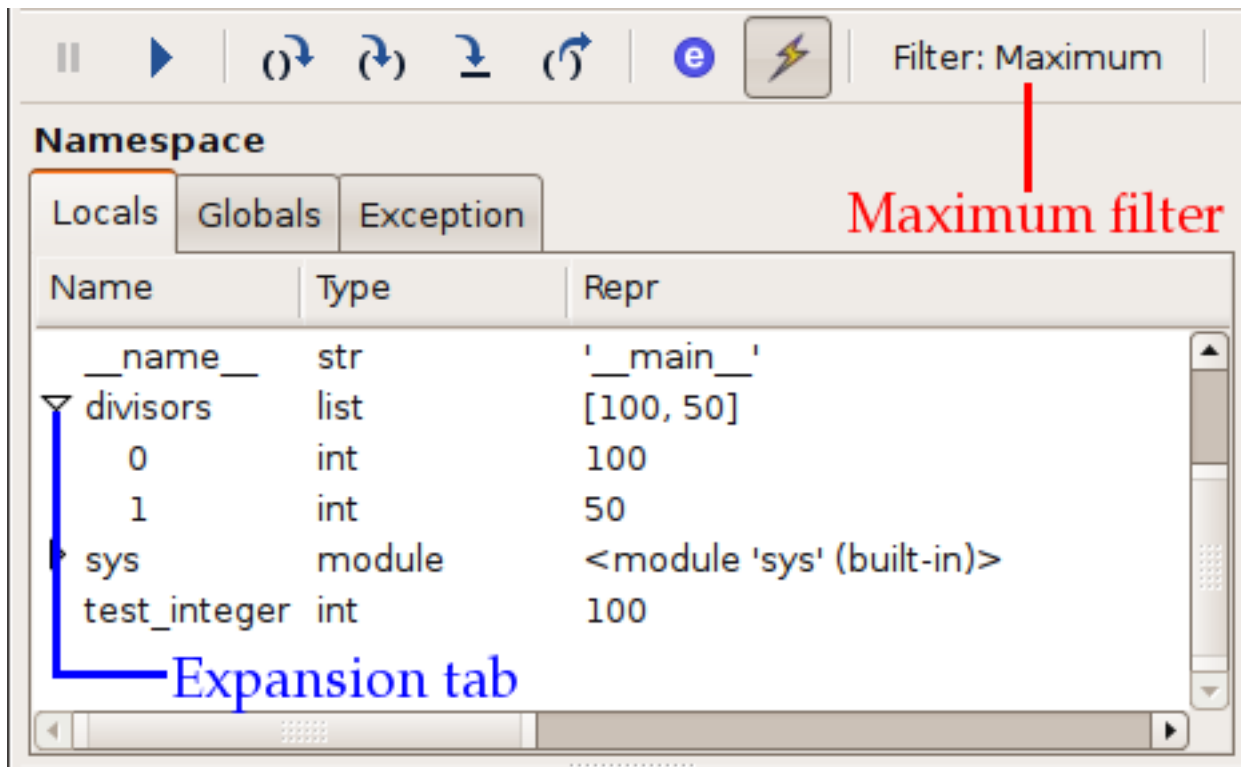 Filter: Maximum
Namespace
Maximum filter
Locals Globals Exception
Name Type Repr
__name__ str '__main__'
divisors list [100, 50]
0 int 100
1 int 50
sys module <module 'sys' (built-in)>
test_integer int 100
Expansion tab